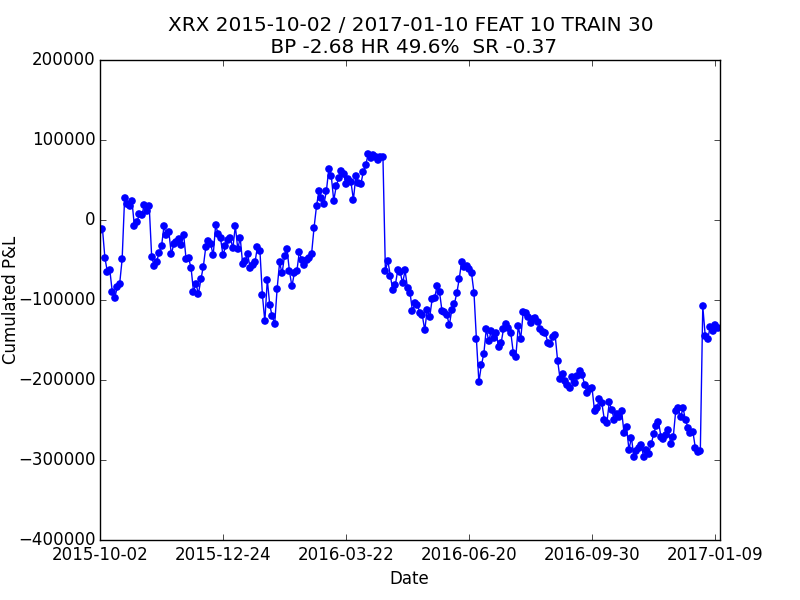 XRX 2015-10-02 / 2017-01-10 FEAT 10 TRAIN 30
BP -2.68 HR 49.6%  SR -0.37
200000
100000
0
−100000
−200000
−300000
−400000
Cumulated P&L
2015-10-02 2015-12-24 2016-03-22 2016-06-20 2016-09-30 2017-01-09
Date